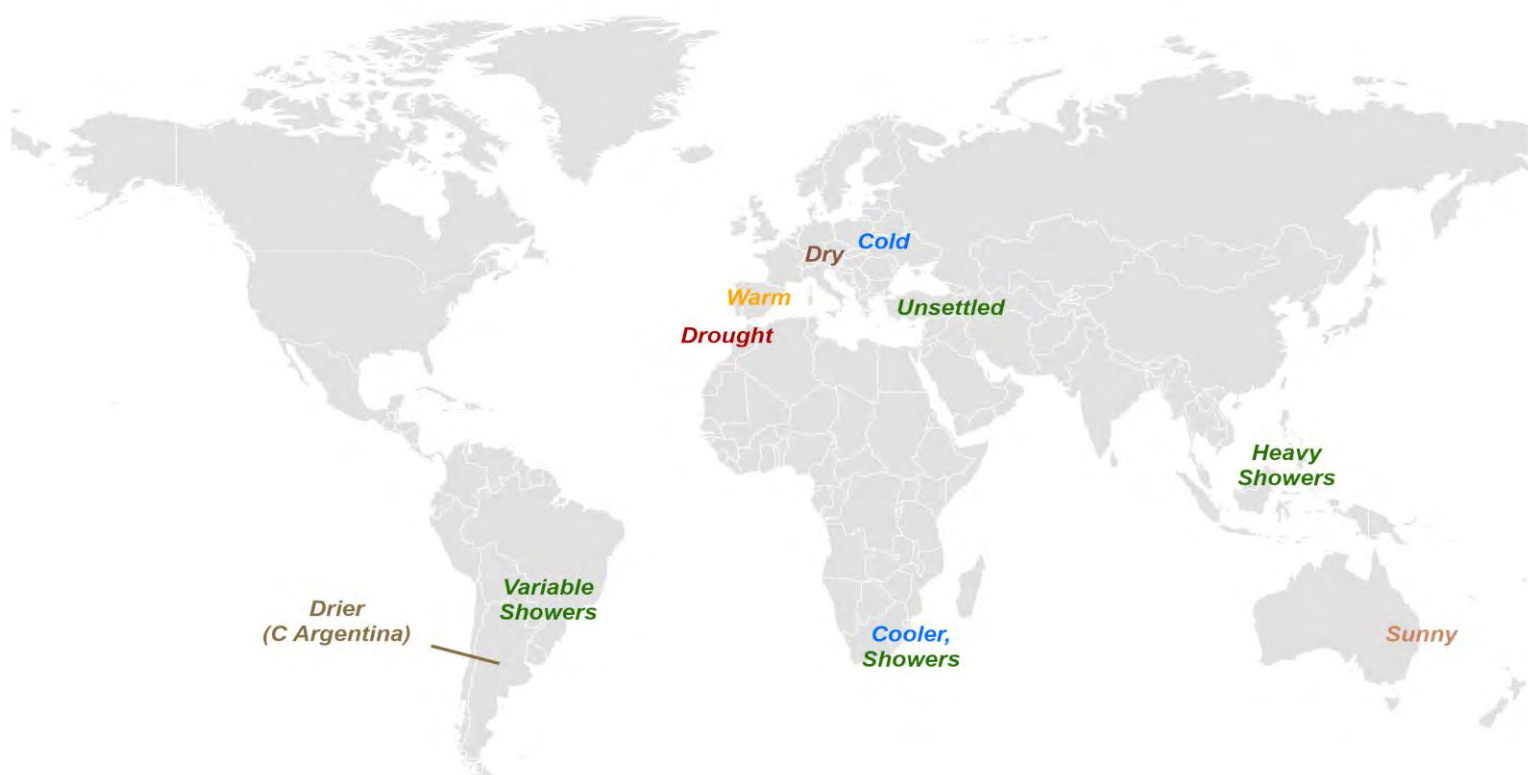 Cold
Dry
Warm
Unsettled
Drought
Heavy
Showers
Variable
Showers
Drier
(C Argentina)
Cooler,
Showers
Sunny